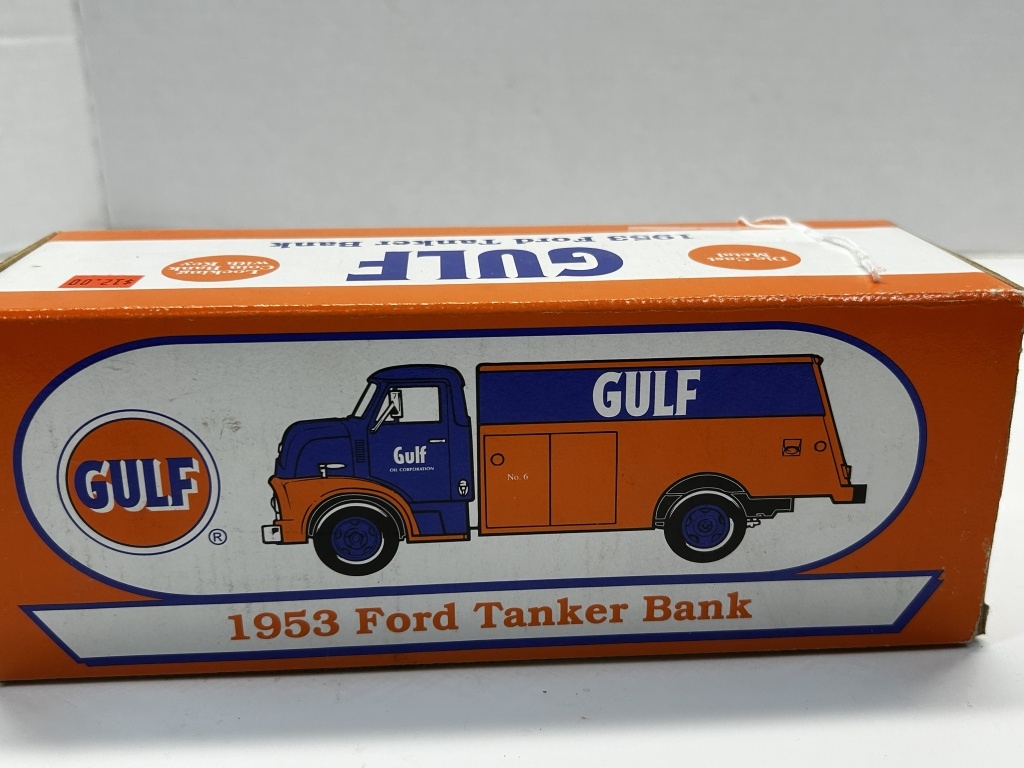 1953 Ford Tanker Bank
GULF
Die-Cast
Metal
Locking
Coin Bank
with Key
$32.00
GULF
GULF
®
Gulf
OIL CORPORATION
No. 6
1953 Ford Tanker Bank